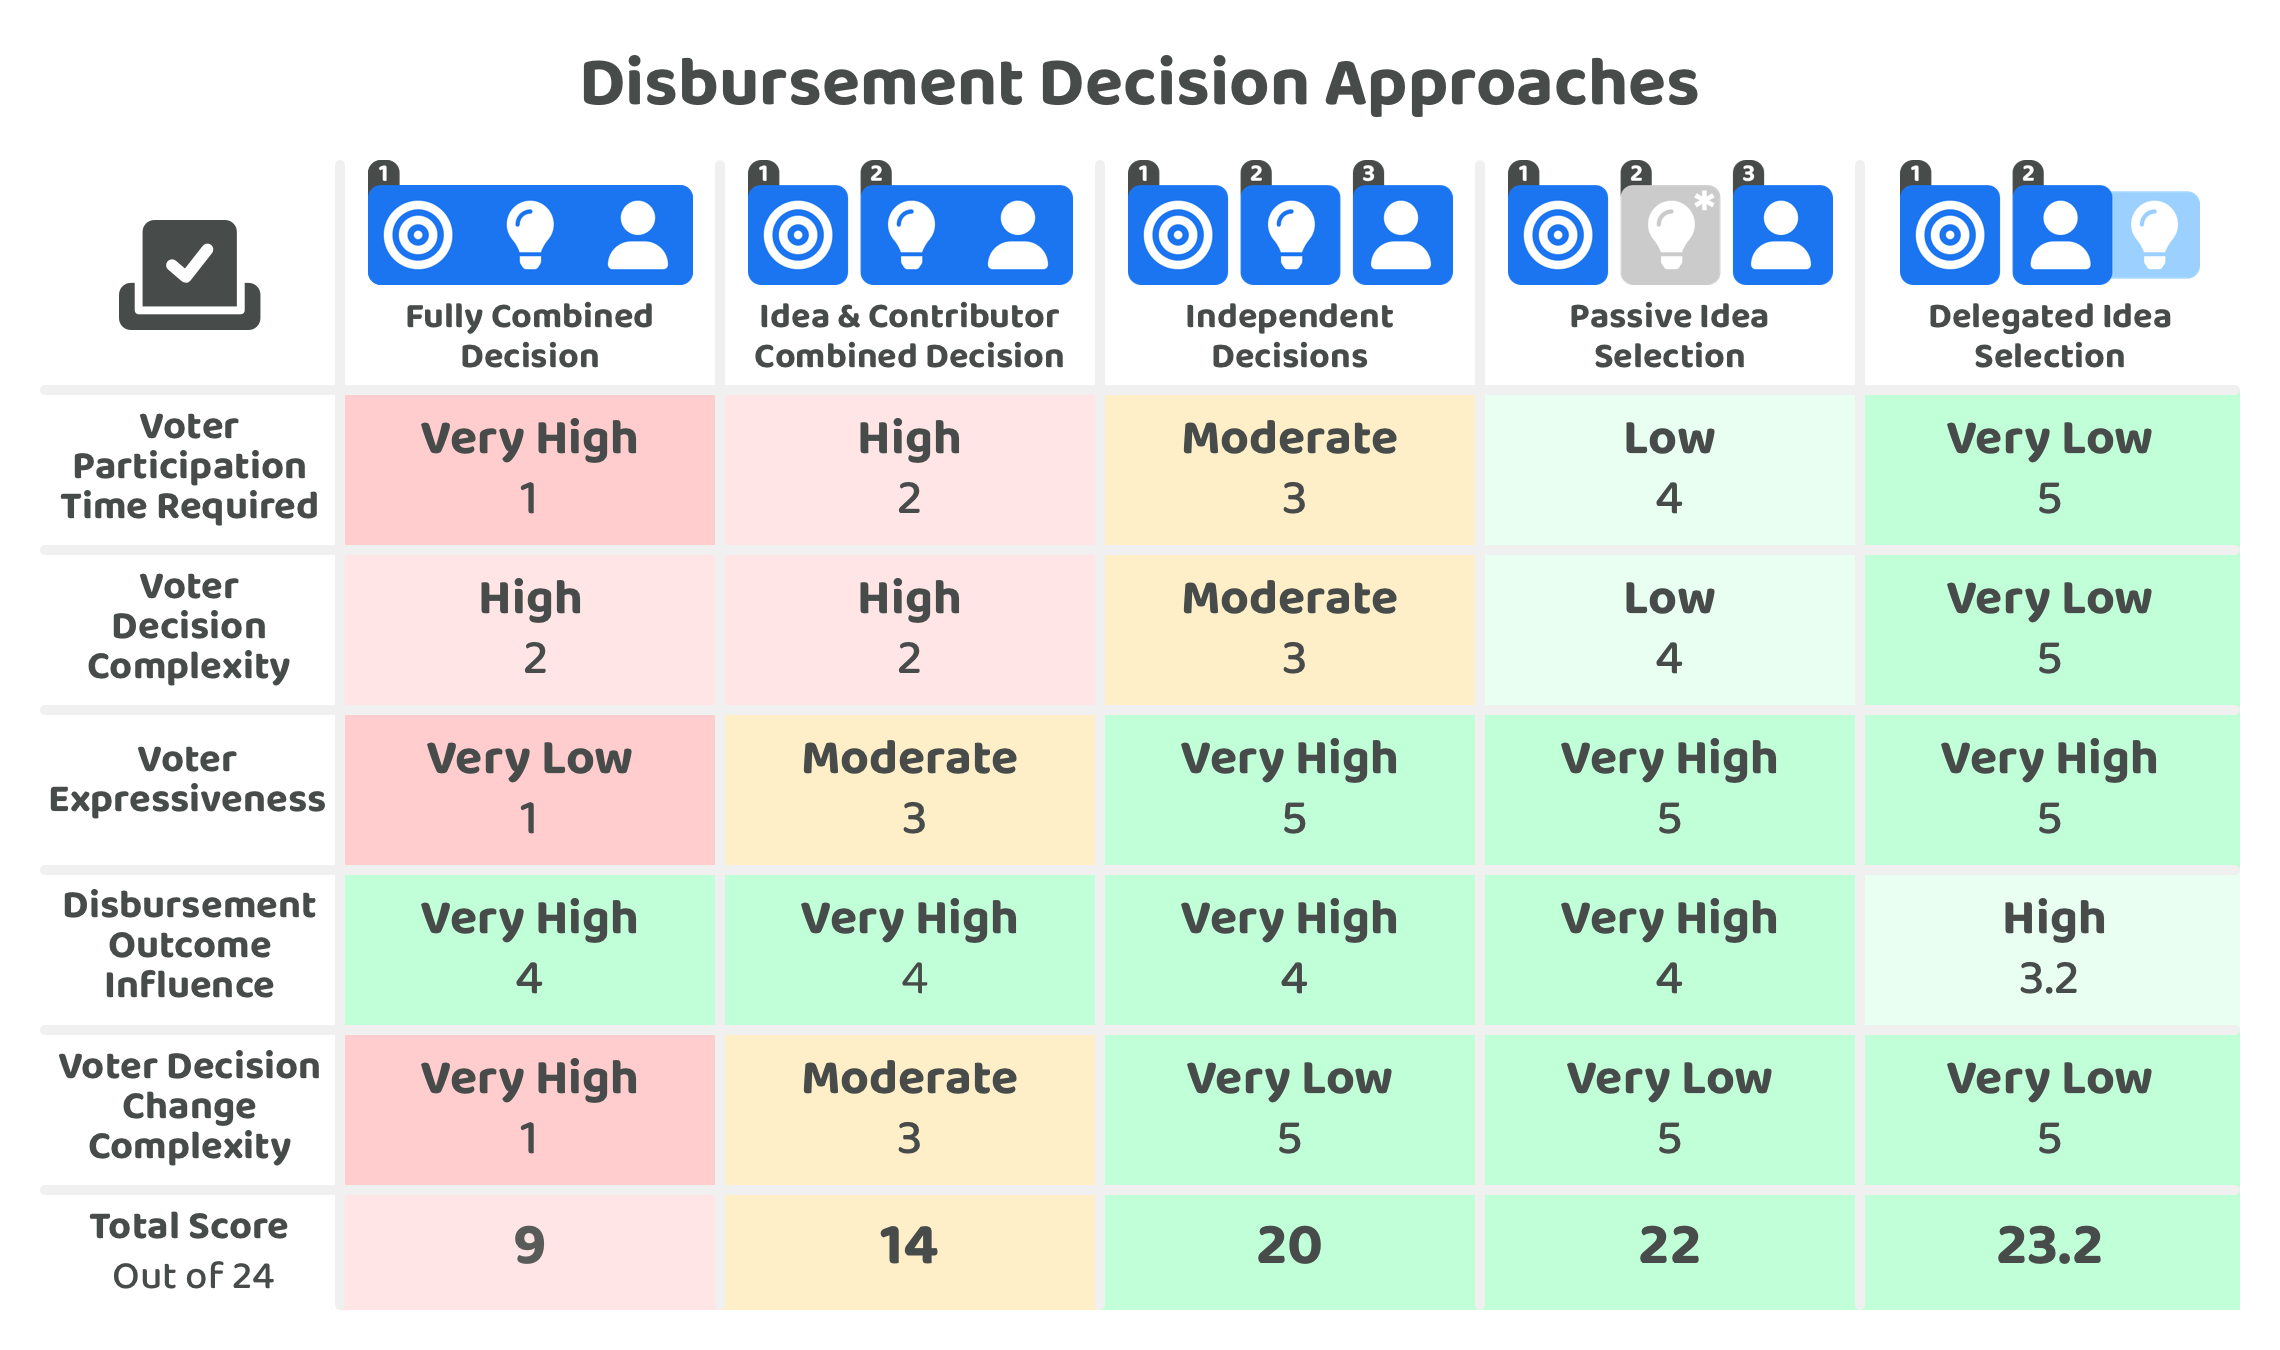 Disbursement Decision Approaches
1
1 2
1 2 3
1 2 3
1 2
*
Fully Combined
Decision
Idea & Contributor
Combined Decision
Independent
Decisions
Passive Idea
Selection
Delegated Idea
Selection
Voter
Participation
Time Required
Very High
1
High
2
Moderate
3
Low
4
Very Low
5
Voter
Decision
Complexity
High
2
High
2
Moderate
3
Low
4
Very Low
5
Voter
Expressiveness
Very Low
1
Moderate
3
Very High
5
Very High
5
Very High
5
Disbursement
Outcome
Influence
Very High
4
Very High
4
Very High
4
Very High
4
High
3.2
Voter Decision
Change
Complexity
Very High
1
Moderate
3
Very Low
5
Very Low
5
Very Low
5
Total Score
Out of 24
9
14
20
22
23.2